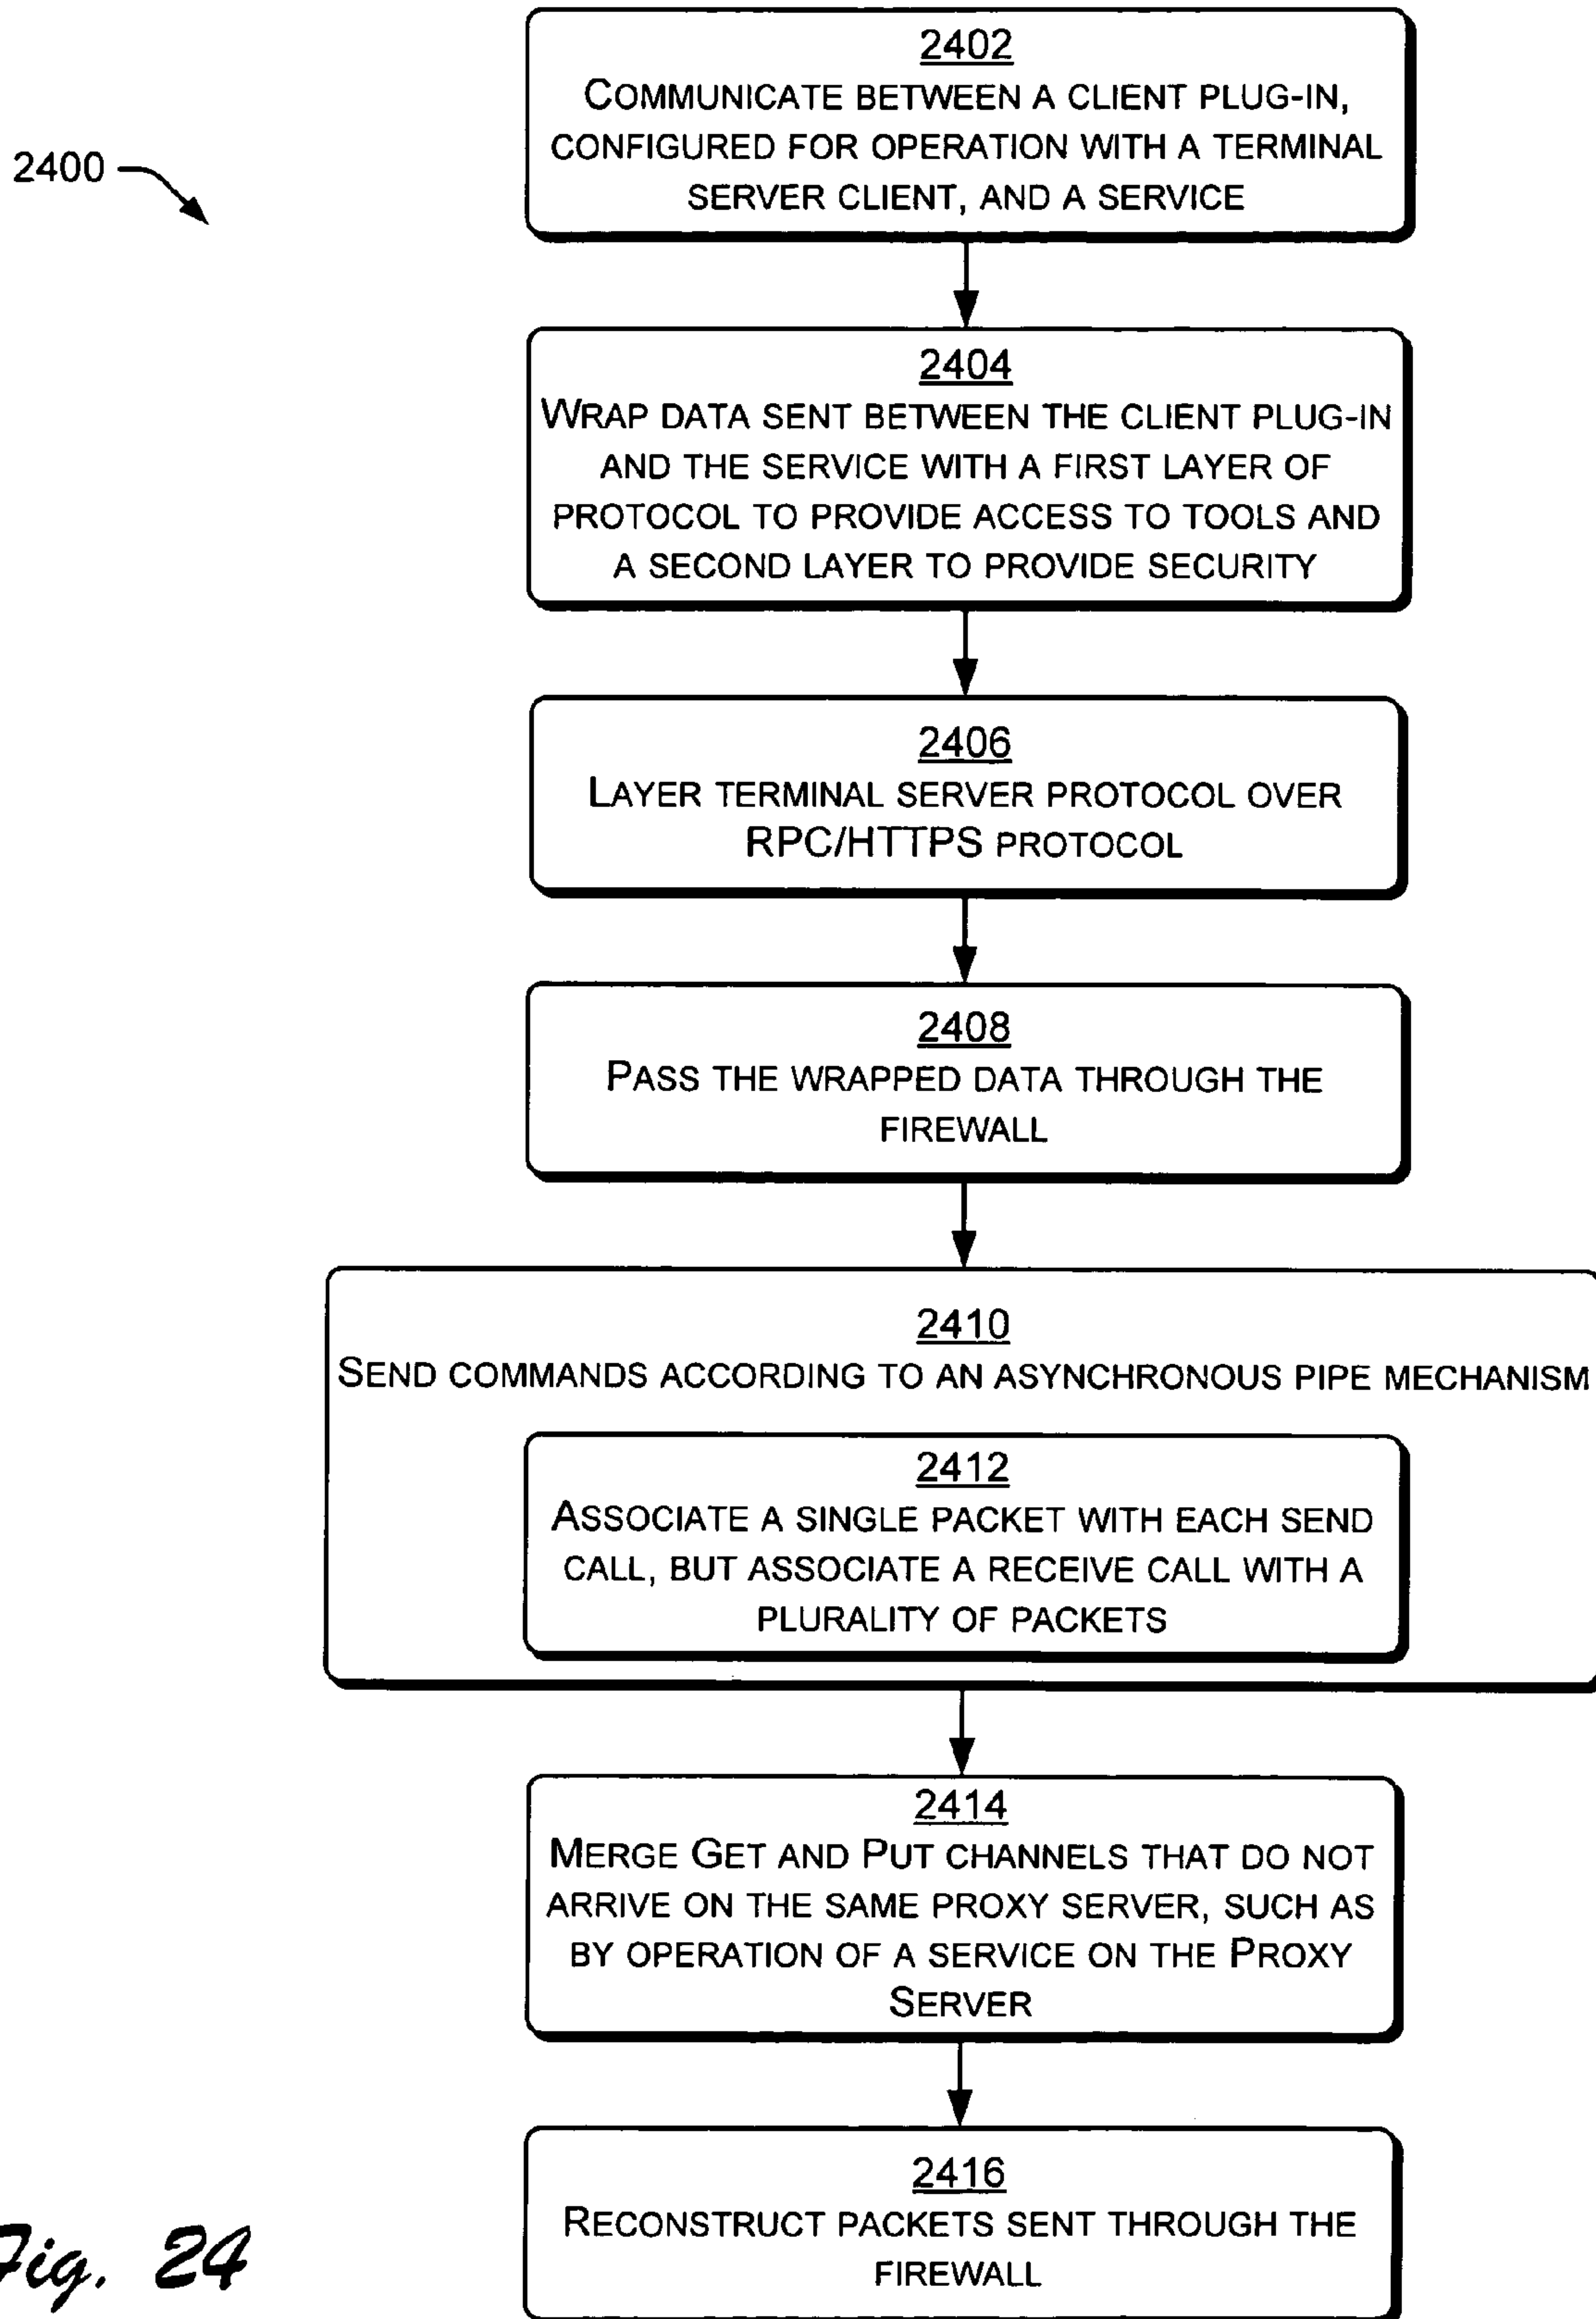 2400
2402
COMMUNICATE BETWEEN A CLIENT PLUG-IN,
CONFIGURED FOR OPERATION WITH A TERMINAL
SERVER CLIENT, AND A SERVICE
2404
WRAP DATA SENT BETWEEN THE CLIENT PLUG-IN
AND THE SERVICE WITH A FIRST LAYER OF
PROTOCOL TO PROVIDE ACCESS TO TOOLS AND
A SECOND LAYER TO PROVIDE SECURITY
2406
LAYER TERMINAL SERVER PROTOCOL OVER
RPC/HTTPS PROTOCOL
2408
PASS THE WRAPPED DATA THROUGH THE
FIREWALL
2410
SEND COMMANDS ACCORDING TO AN ASYNCHRONOUS PIPE MECHANISM
2412
ASSOCIATE A SINGLE PACKET WITH EACH SEND
CALL, BUT ASSOCIATE A RECEIVE CALL WITH A
PLURALITY OF PACKETS
2414
MERGE GET AND PUT CHANNELS THAT DO NOT
ARRIVE ON THE SAME PROXY SERVER, SUCH AS
BY OPERATION OF A SERVICE ON THE PROXY
SERVER
2416
RECONSTRUCT PACKETS SENT THROUGH THE
FIREWALL
Fig. 24